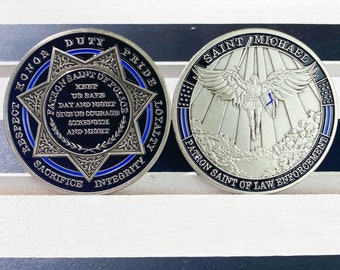 RESPECT HONOR DUTY PRIDE LOYALTY
SACRIFICE INTEGRITY
PATRON SAINT OF POLICE
KEEP
US SAFE
DAY AND NIGHT
GIVE US COURAGE
STRENGTH
AND MIGHT
SAINT MICHAEL
PATRON SAINT OF LAW ENFORCEMENT